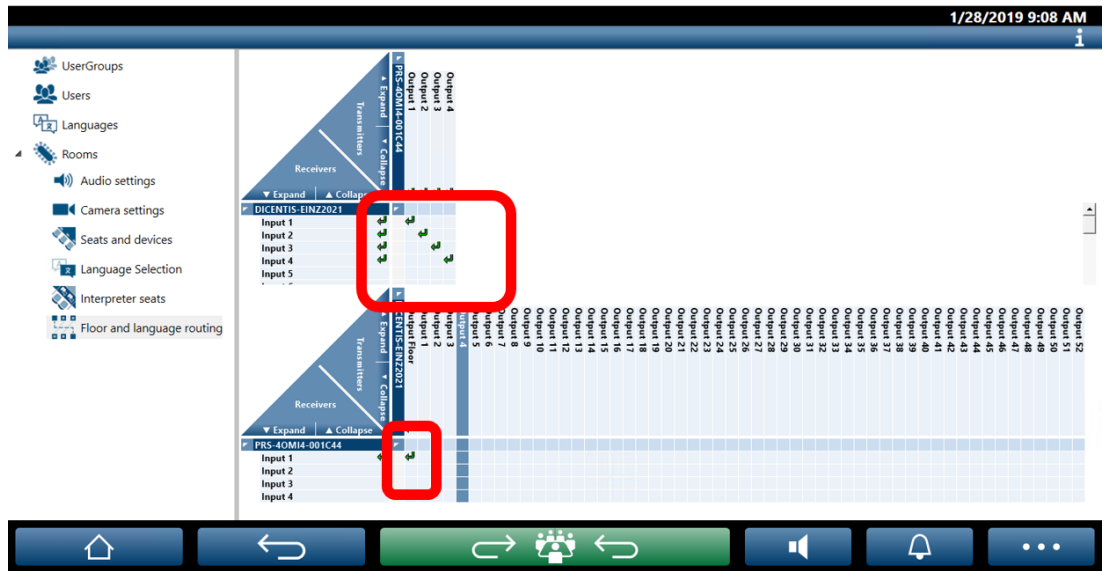 1/28/2019 9:08 AM
i
UserGroups
Users
Languages
Rooms
Audio settings
Camera settings
Seats and devices
Language Selection
Interpreter seats
Floor and language routing
Transmitters
Receivers
▲ Expand
▼ Collapse
▼ Expand
▲ Collapse
PRS-4OMI4-001C44
Output 1
Output 2
Output 3
Output 4
DICENTIS-EINZ2021
Input 1
Input 2
Input 3
Input 4
Input 5
Transmitters
Receivers
Expand
▼ Collapse
▼ Expand
▲ Collapse
Output Floor
Output 1
Output 2
Output 3
Output 4
Output 5
Output 6
Output 7
Output 8
Output 9
Output 10
Output 11
Output 12
Output 13
Output 14
Output 15
Output 16
Output 17
Output 18
Output 19
Output 20
Output 21
Output 22
Output 23
Output 24
Output 25
Output 26
Output 27
Output 28
Output 29
Output 30
Output 31
Output 32
Output 33
Output 34
Output 35
Output 36
Output 37
Output 38
Output 39
Output 40
Output 41
Output 42
Output 43
Output 44
Output 45
Output 46
Output 47
Output 48
Output 49
Output 50
Output 51
Output 52
PRS-4OMI4-001C44
Input 1
Input 2
Input 3
Input 4